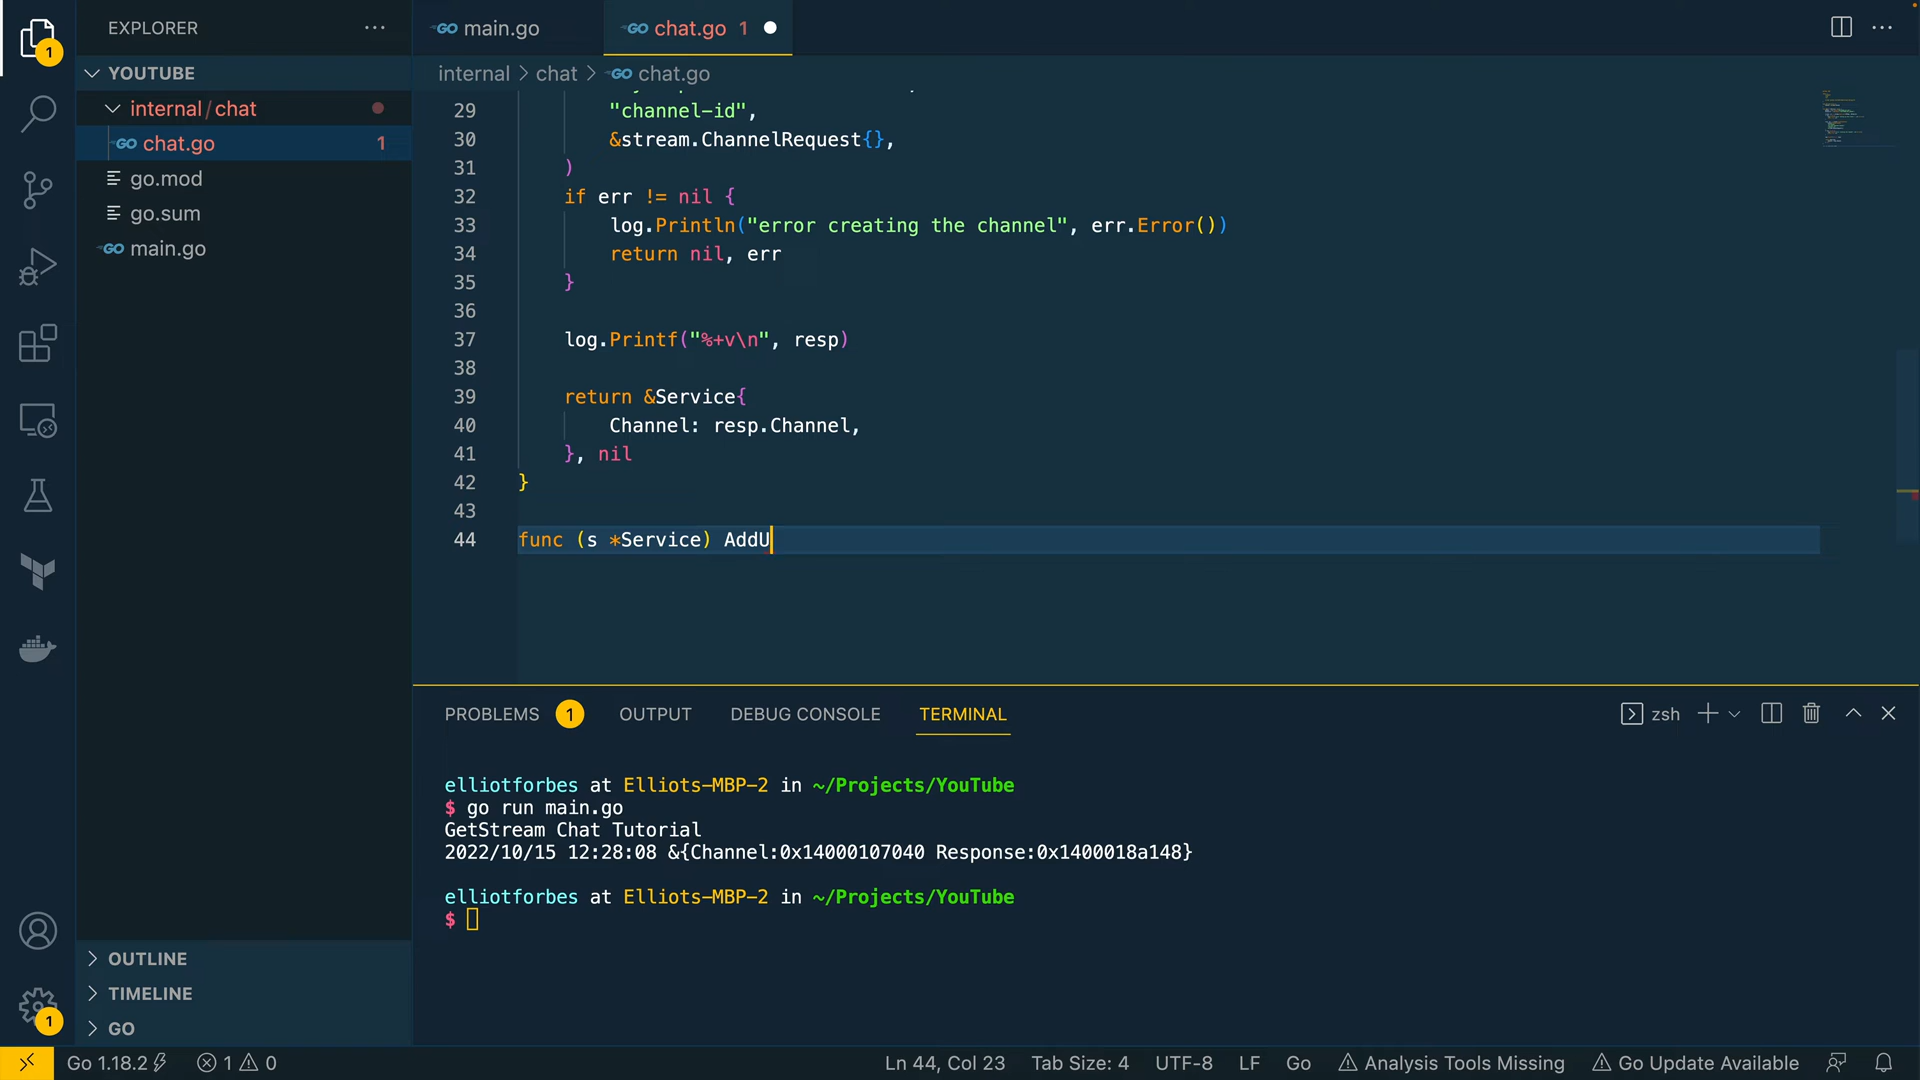 EXPLORER
YOUTUBE
internal / chat
GO chat.go 1
go.mod
go.sum
GO main.go
OUTLINE
TIMELINE
GO
1
1
GO main.go
GO chat.go 1
internal > chat > GO chat.go
29 "channel-id",
30 &stream.ChannelRequest{},
31 )
32 if err != nil {
33 log.Println("error creating the channel", err.Error())
34 return nil, err
35 }
36
37 log.Printf("%+v\n", resp)
38
39 return &Service{
40 Channel: resp.Channel,
41 }, nil
42 }
43
44 func (s *Service) AddU
PROBLEMS 1 OUTPUT DEBUG CONSOLE TERMINAL
zsh
elliotforbes at Elliots-MBP-2 in ~/Projects/YouTube
$ go run main.go
GetStream Chat Tutorial
2022/10/15 12:28:08 &{Channel:0x14000107040 Response:0x1400018a148}
elliotforbes at Elliots-MBP-2 in ~/Projects/YouTube
$
Go 1.18.2 1 0 Ln 44, Col 23 Tab Size: 4 UTF-8 LF Go Analysis Tools Missing Go Update Available